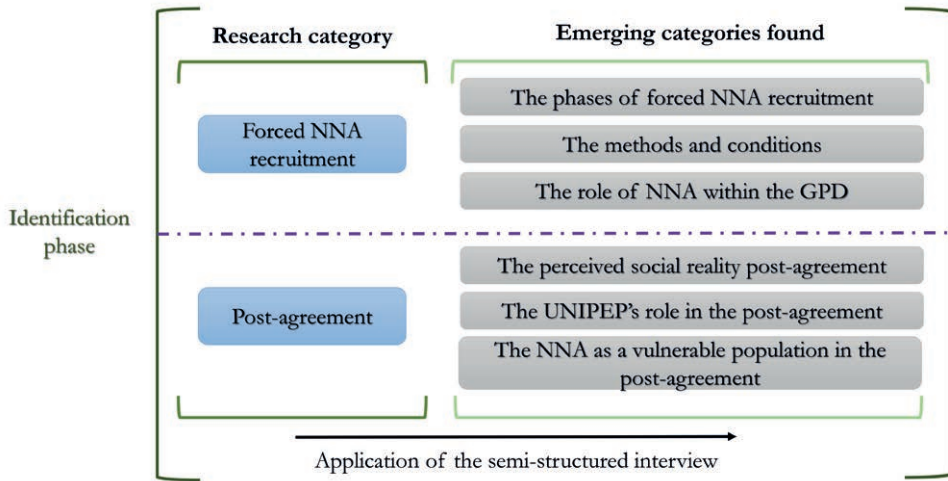 Research category
Emerging categories found
Identification
phase
Forced NNA
recruitment
The phases of forced NNA recruitment
The methods and conditions
The role of NNA within the GPD
Post-agreement
The perceived social reality post-agreement
The UNIPEP's role in the post-agreement
The NNA as a vulnerable population in the
post-agreement
Application of the semi-structured interview